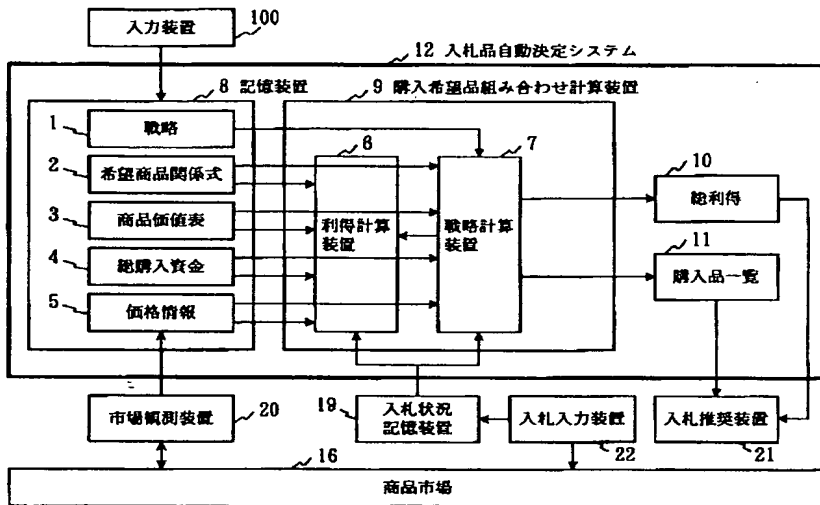 入力装置
100
12 入札品自動決定システム
8 記憶装置
9 購入希望品組み合わせ計算装置
1
戦略
2
希望商品関係式
3
商品価値表
4
総購入資金
5
価格情報
6
利得計算
装置
7
戦略計算
装置
10
総利得
11
購入品一覧
市場観測装置
20
19
入札状況
記憶装置
入札入力装置
22
入札推奨装置
21
16
商品市場